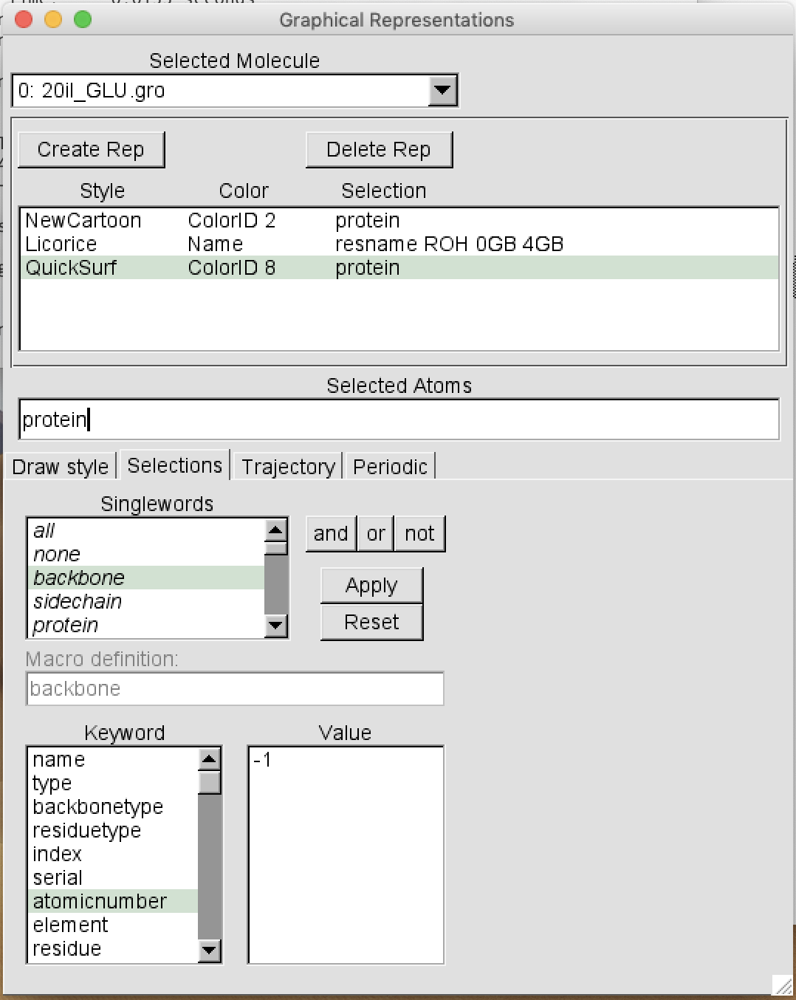 Graphical Representations
Selected Molecule
0: 20il_GLU.gro
Create Rep Delete Rep
Style Color Selection
NewCartoon ColorID 2 protein
Licorice Name resname ROH 0GB 4GB
QuickSurf ColorID 8 protein
Selected Atoms
protein
Draw style Selections Trajectory Periodic
Singlewords
all
none
backbone
sidechain
protein
and or not
Apply
Reset
Macro definition:
backbone
Keyword
name
type
backbonetype
residuetype
index
serial
atomicnumber
element
residue
Value
-1